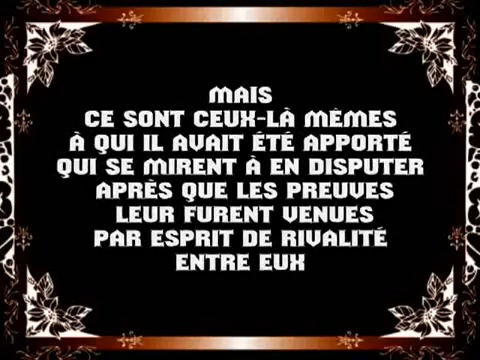 MAIS
CE SONT CEUX-LÀ MÊMES
À QUI IL AVAIT ÉTÉ APPORTÉ
QUI SE MIRENT À EN DISPUTER
APRÈS QUE LES PREUVES
LEUR FURENT VENUES
PAR ESPRIT DE RIVALITÉ
ENTRE EUX